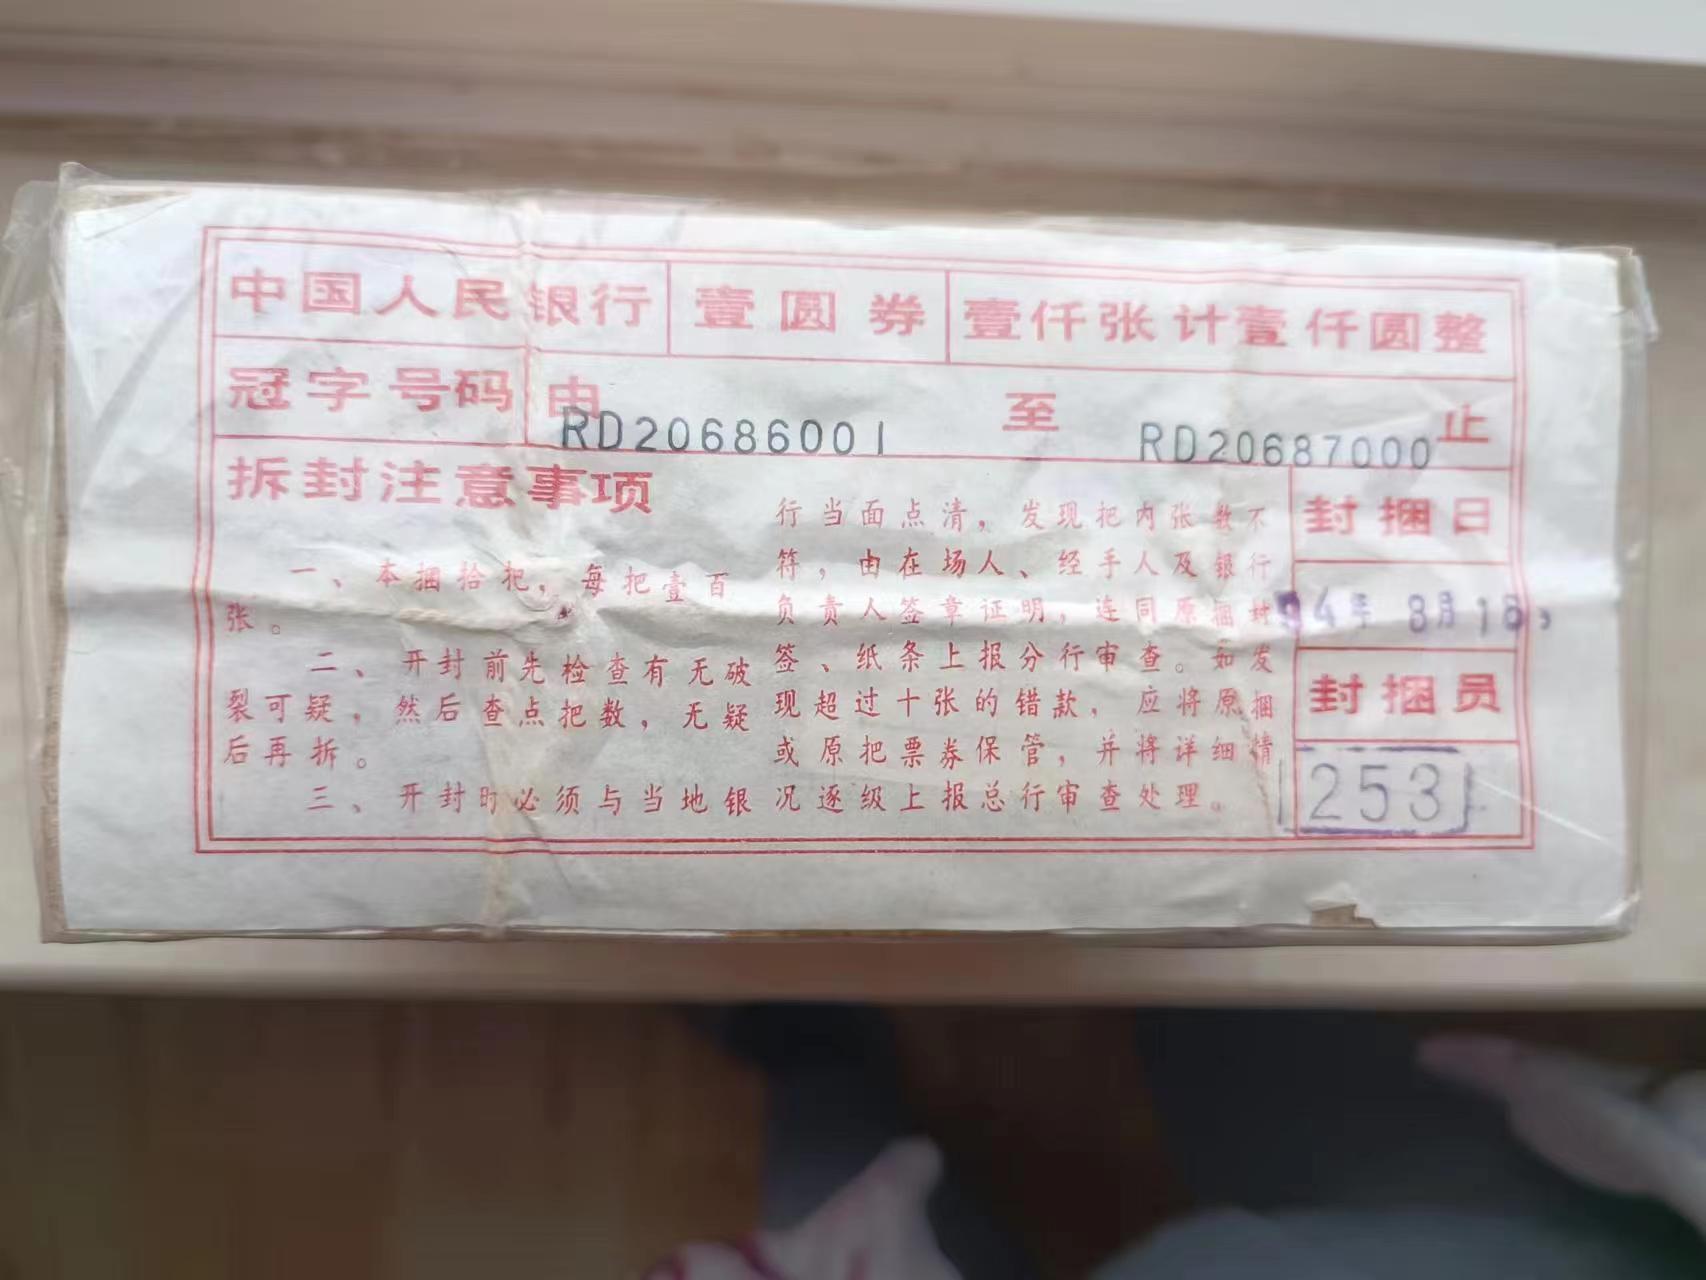 中国人民银行 壹圆券 壹仟张计壹仟圆整
冠字号码 由 RD20686001 至 RD20687000 止
拆封注意事项
一、本捆拾把，每把壹百
张。
二、开封前先检查有无破
裂可疑，然后查点把数，无疑
后再拆。
三、开封时必须与当地银
行当面点清，发现把内张数不
符，由在场人、经手人及银行
负责人签章证明，连同原捆封
签、纸条上报分行审查。如发
现超过十张的错款，应将原捆
或原把票券保管，并将详细情
况逐级上报总行审查处理。
封捆日
94年 8月
封捆员
253